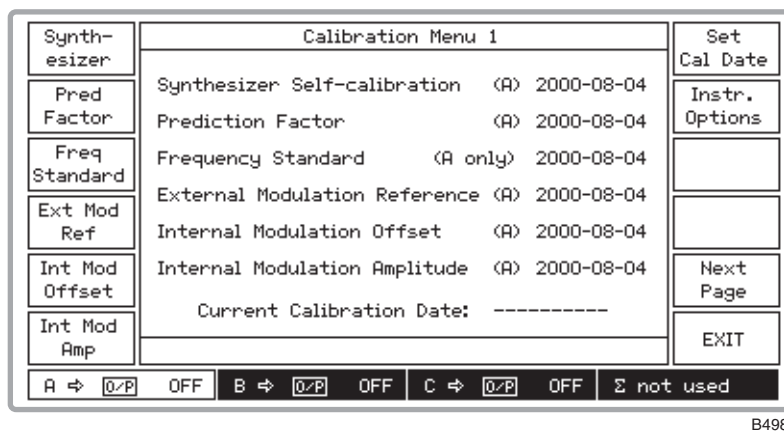 Synth-
esizer
Pred
Factor
Freq
Standard
Ext Mod
Ref
Int Mod
Offset
Int Mod
Amp
Calibration Menu 1
Synthesizer Self-calibration (A) 2000-08-04
Prediction Factor (A) 2000-08-04
Frequency Standard (A only) 2000-08-04
External Modulation Reference (A) 2000-08-04
Internal Modulation Offset (A) 2000-08-04
Internal Modulation Amplitude (A) 2000-08-04
Current Calibration Date: ----------
Set
Cal Date
Instr.
Options
Next
Page
EXIT
A ⇨ O/P OFF B ⇨ O/P OFF C ⇨ O/P OFF Σ not used
B498